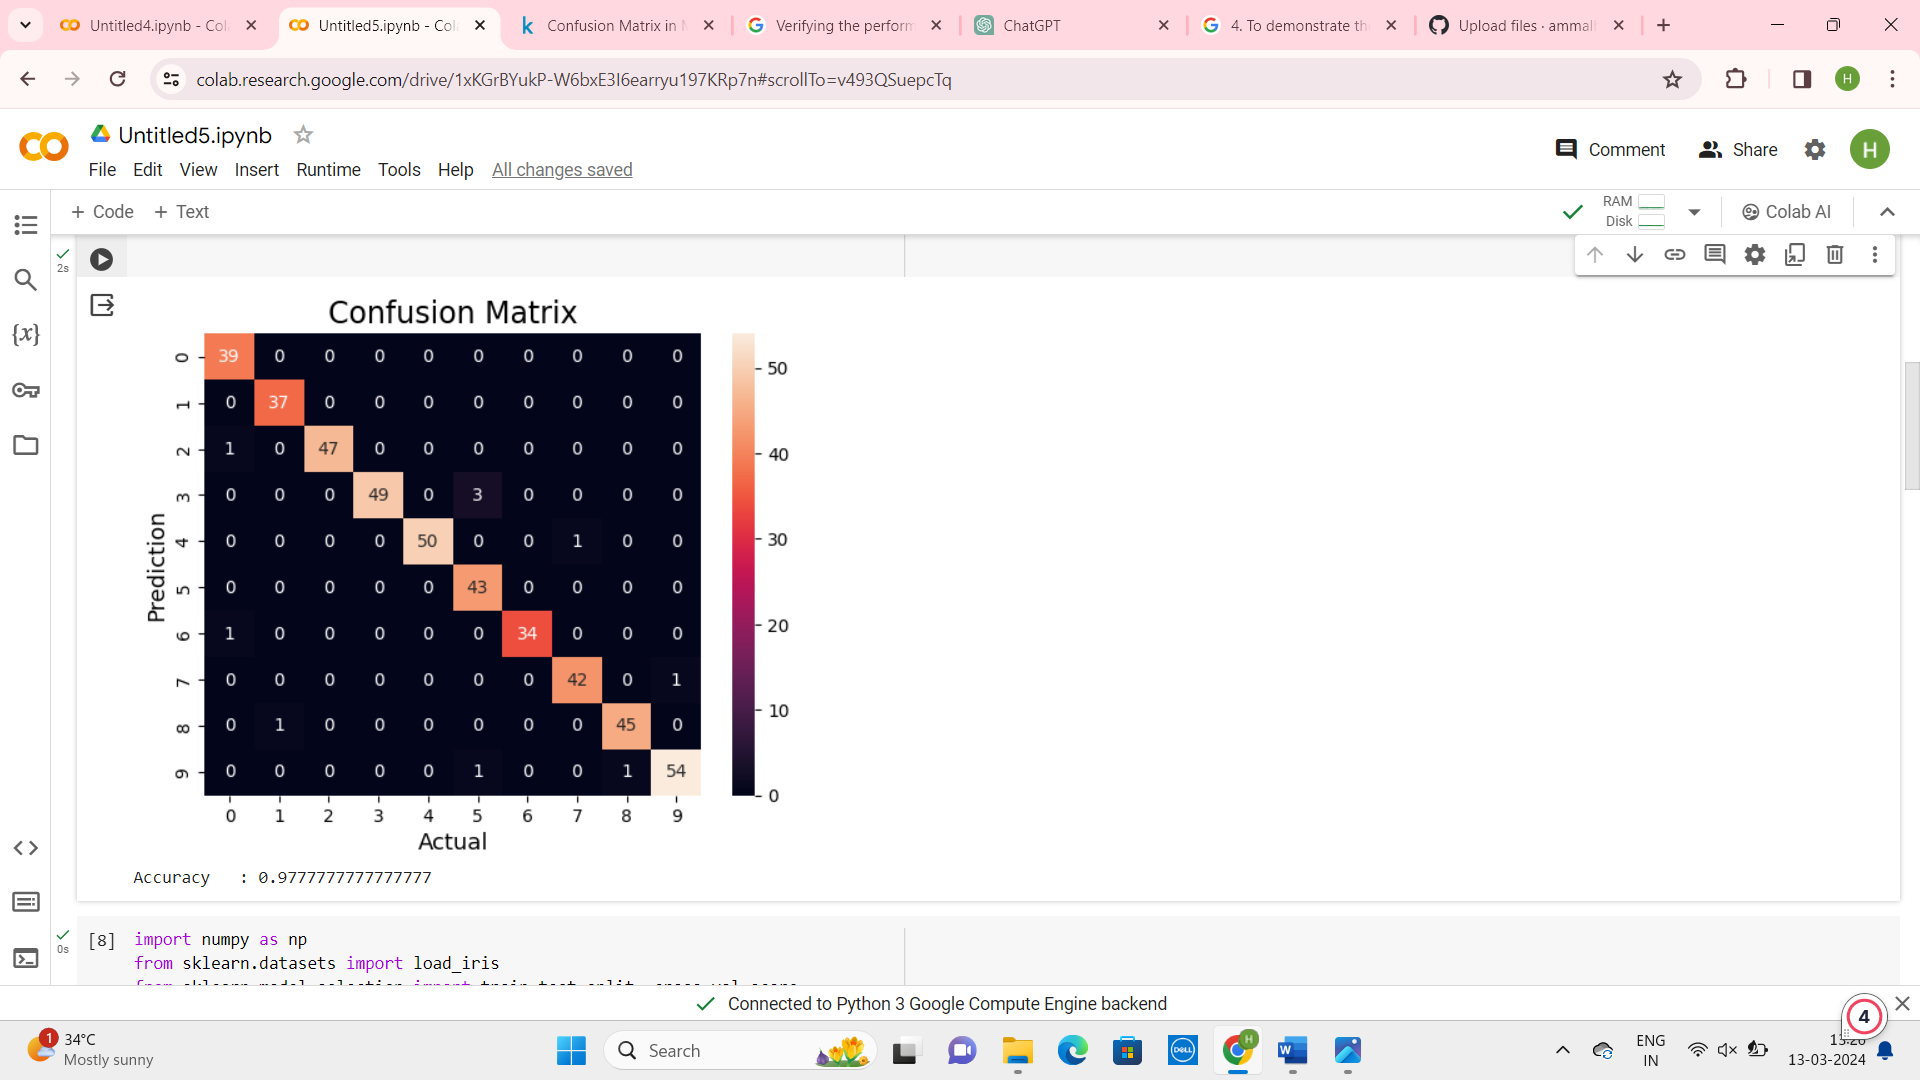 Untitled4.ipynb - Col
Untitled5.ipynb - Col
Confusion Matrix in M
Verifying the perform
ChatGPT
4. To demonstrate the
Upload files · ammalf
colab.research.google.com/drive/1xKGrBYukP-W6bxE3I6earryu197KRp7n#scrollTo=v493QSuepcTq
H
CO Untitled5.ipynb
File Edit View Insert Runtime Tools Help All changes saved
Comment Share H
+ Code + Text
RAM
Disk
Colab AI
2s
Confusion Matrix
0 39 0 0 0 0 0 0 0 0 0
1 0 37 0 0 0 0 0 0 0 0
2 1 0 47 0 0 0 0 0 0 0
3 0 0 0 49 0 3 0 0 0 0
4 0 0 0 0 50 0 0 1 0 0
5 0 0 0 0 0 43 0 0 0 0
6 1 0 0 0 0 0 34 0 0 0
7 0 0 0 0 0 0 0 42 0 1
8 0 1 0 0 0 0 0 0 45 0
9 0 0 0 0 0 1 0 0 1 54
0 1 2 3 4 5 6 7 8 9
Prediction
Actual
50
40
30
20
10
0
Accuracy : 0.9777777777777777
0s
[8] import numpy as np
from sklearn.datasets import load_iris
from sklearn.model_selection import train_test_split, cross_val_score
Connected to Python 3 Google Compute Engine backend
4
1
34°C
Mostly sunny
Search
DELL
H
W
ENG
IN
13:26
13-03-2024